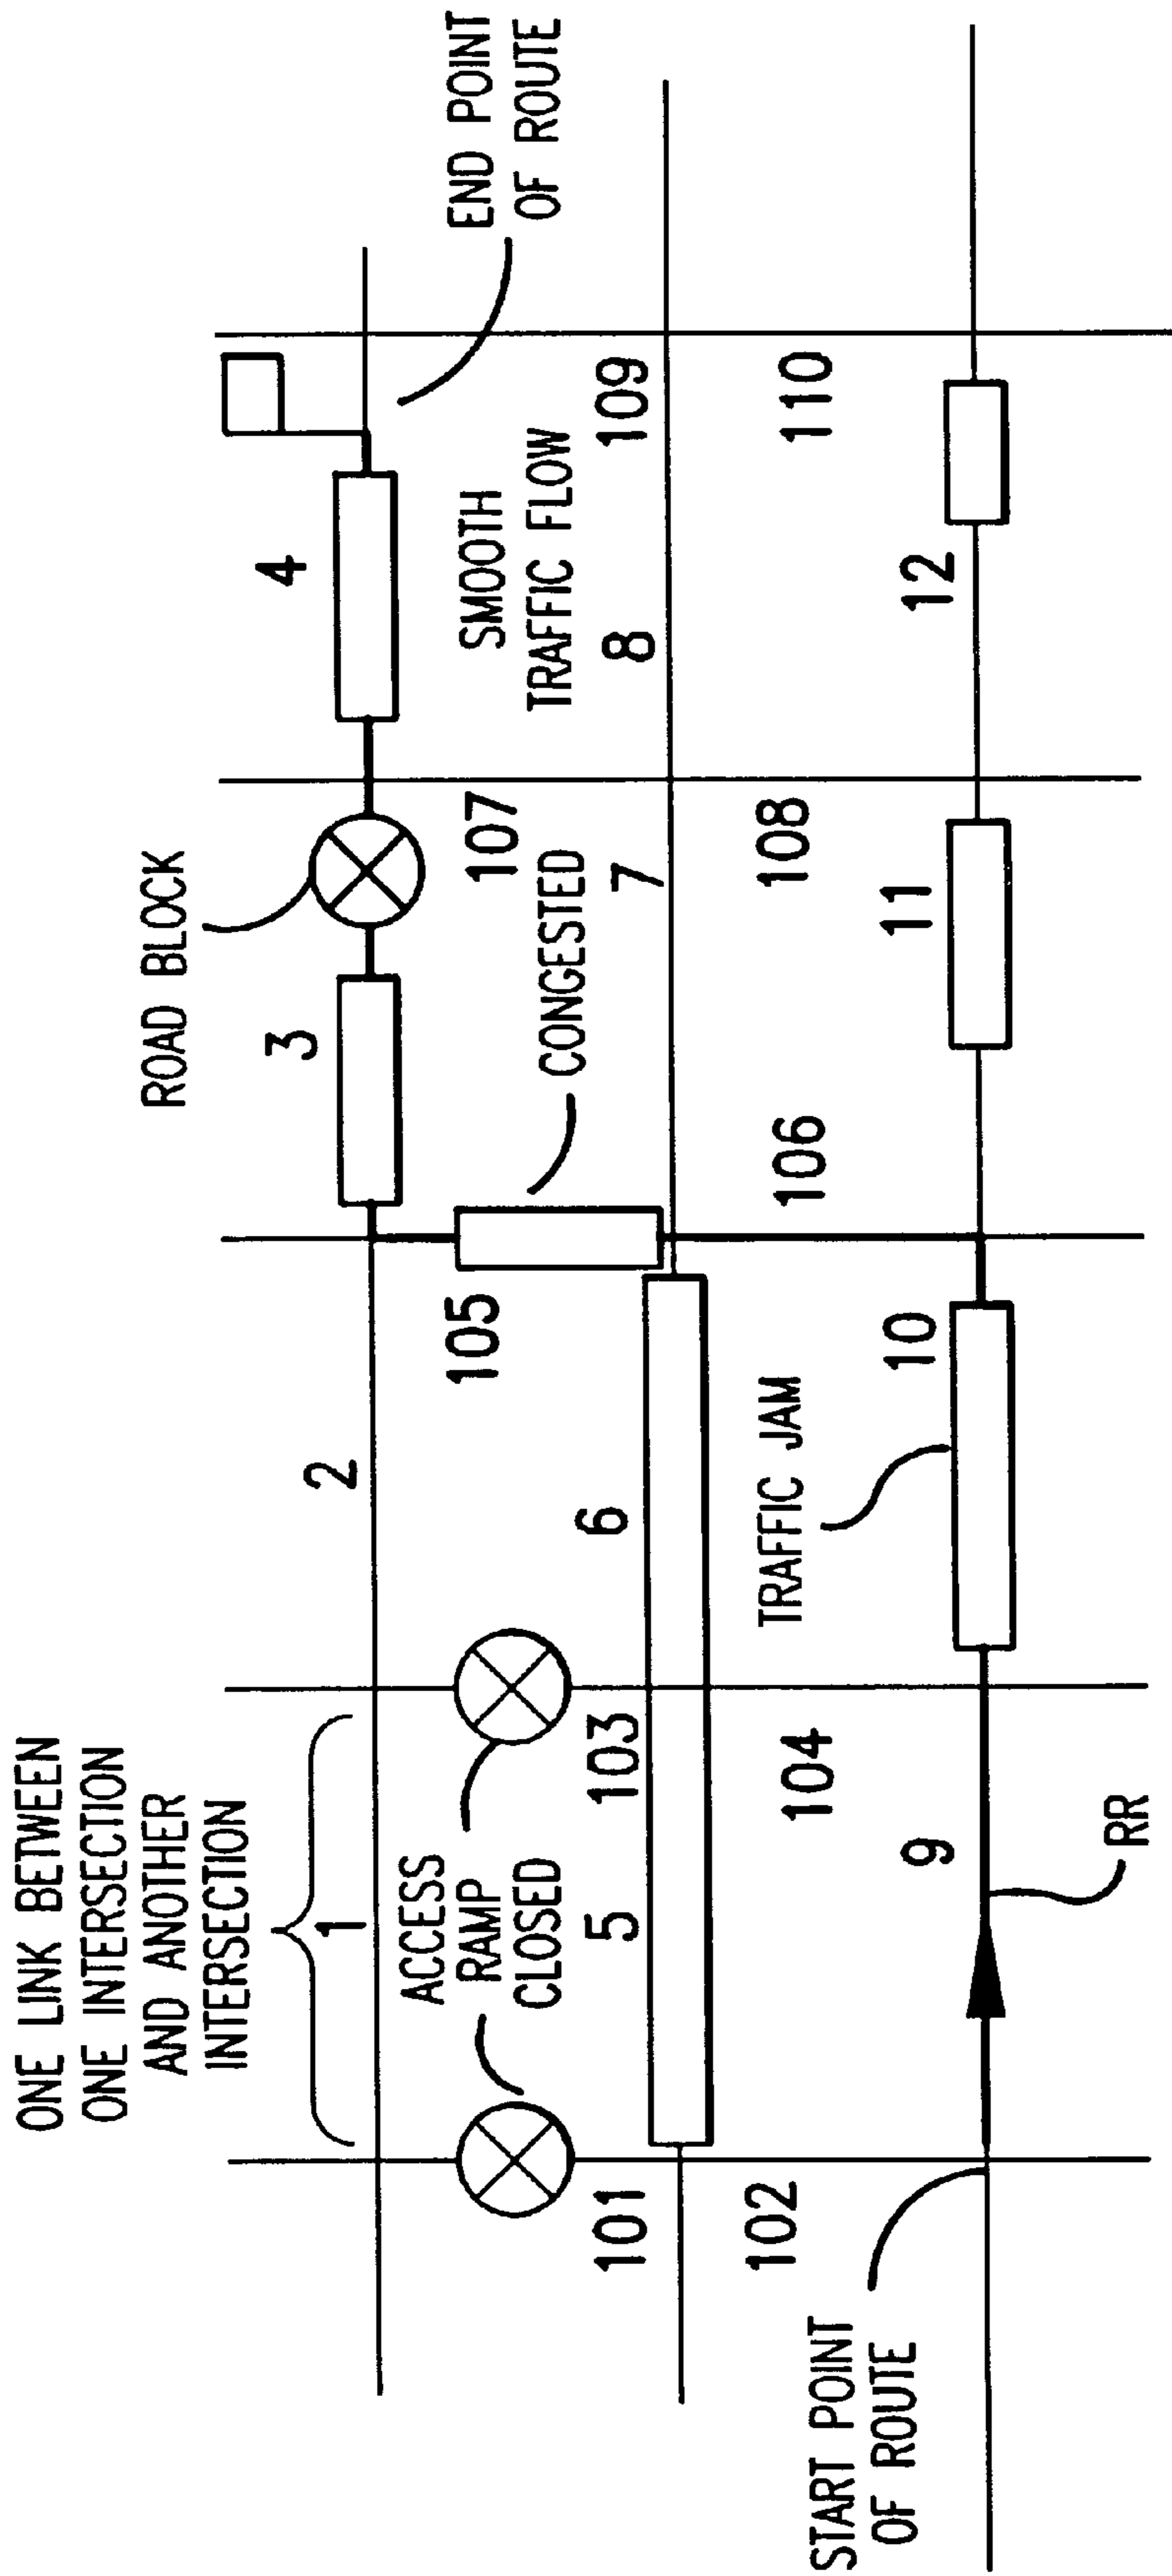 ONE LINK BETWEEN
ONE INTERSECTION
AND ANOTHER
INTERSECTION
ROAD BLOCK
1
2
3
4
END POINT
OF ROUTE
ACCESS
RAMP
CLOSED
105
107
CONGESTED
SMOOTH
TRAFFIC FLOW
101
5
103
6
7
8
109
102
104
TRAFFIC JAM
106
108
110
START POINT
OF ROUTE
9
10
11
12
RR